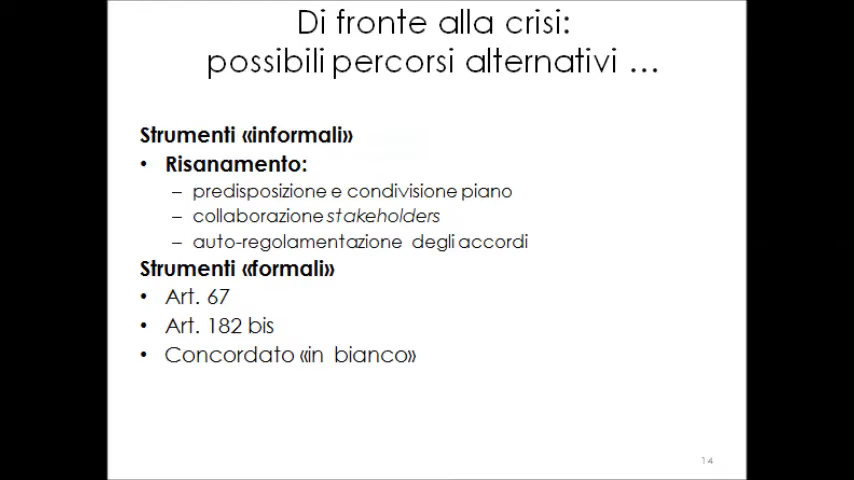 Di fronte alla crisi:
possibili percorsi alternativi …
Strumenti «informali»
• Risanamento:
– predisposizione e condivisione piano
– collaborazione stakeholders
– auto-regolamentazione degli accordi
Strumenti «formali»
• Art. 67
• Art. 182 bis
• Concordato «in bianco»
14